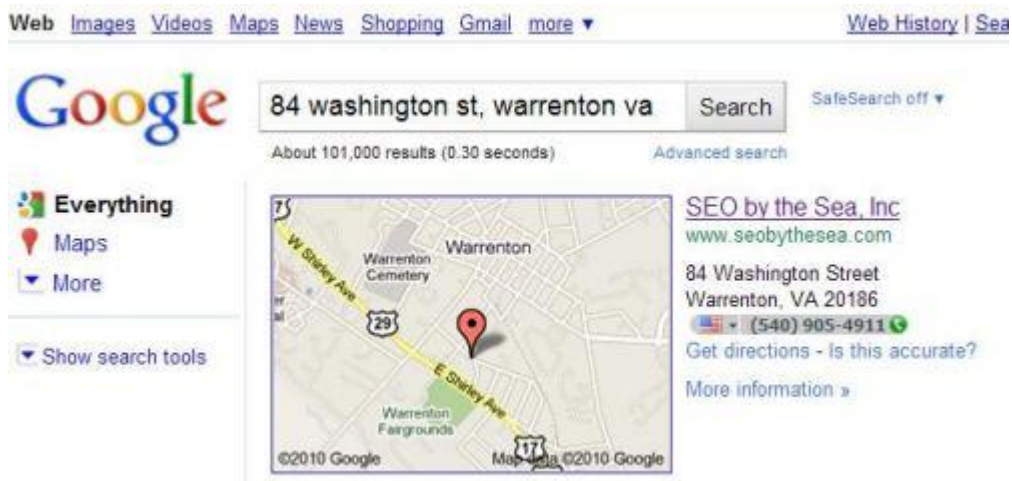 Web Images Videos Maps News Shopping Gmail more ▼ Web History | Sea
Google
84 washington st, warrenton va
Search
SafeSearch off ▼
About 101,000 results (0.30 seconds)
Advanced search
Everything
Maps
More
Show search tools
W Shirley Ave
Warrenton Cemetery
Warrenton
29
E Shirley Ave
Warrenton Fairgrounds
17
©2010 Google
Map data ©2010 Google
SEO by the Sea, Inc
www.seobythesea.com
84 Washington Street
Warrenton, VA 20186
(540) 905-4911
Get directions - Is this accurate?
More information »